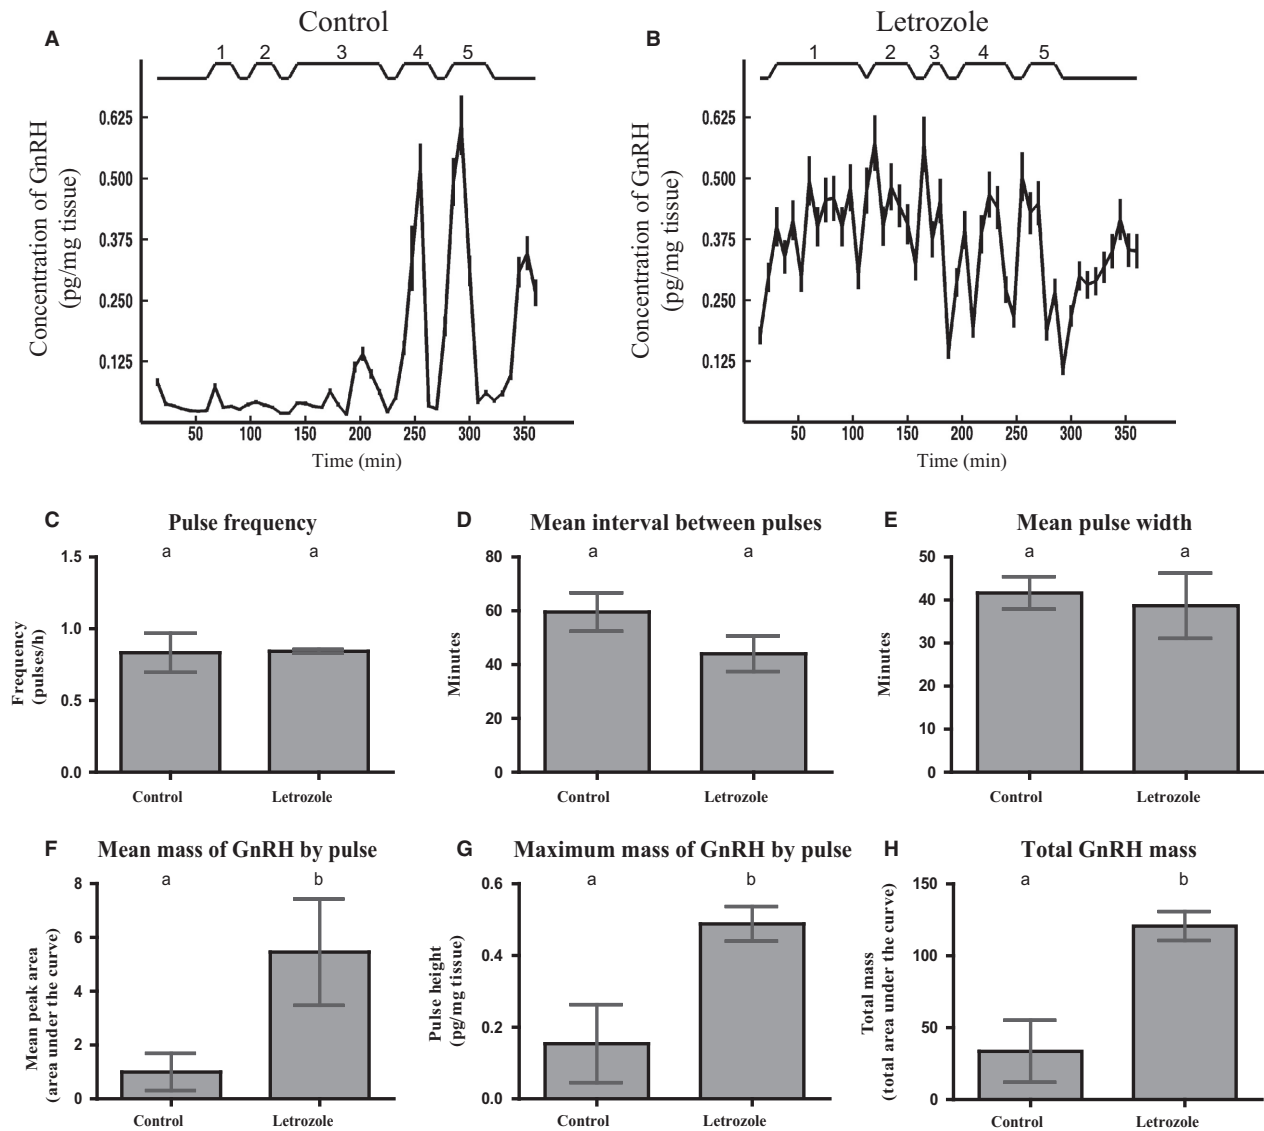 Control
Letrozole
A
B
1 2 3 4 5
1 2 3 4 5
Concentration of GnRH
(pg/mg tissue)
0.625
0.500
0.375
0.250
0.125
50 100 150 200 250 300 350
Time (min)
Concentration of GnRH
(pg/mg tissue)
0.625
0.500
0.375
0.250
0.125
50 100 150 200 250 300 350
Time (min)
C Pulse frequency
a a
Frequency
(pulses/h)
1.5
1.0
0.5
0.0
Control Letrozole
D Mean interval between pulses
a a
Minutes
80
60
40
20
0
Control Letrozole
E Mean pulse width
a a
Minutes
50
40
30
20
10
0
Control Letrozole
F Mean mass of GnRH by pulse
a b
Mean peak area
(area under the curve)
8
6
4
2
0
Control Letrozole
G Maximum mass of GnRH by pulse
a b
Pulse height
(pg/mg tissue)
0.6
0.4
0.2
0.0
Control Letrozole
H Total GnRH mass
a b
Total mass
(total area under the curve)
150
100
50
0
Control Letrozole